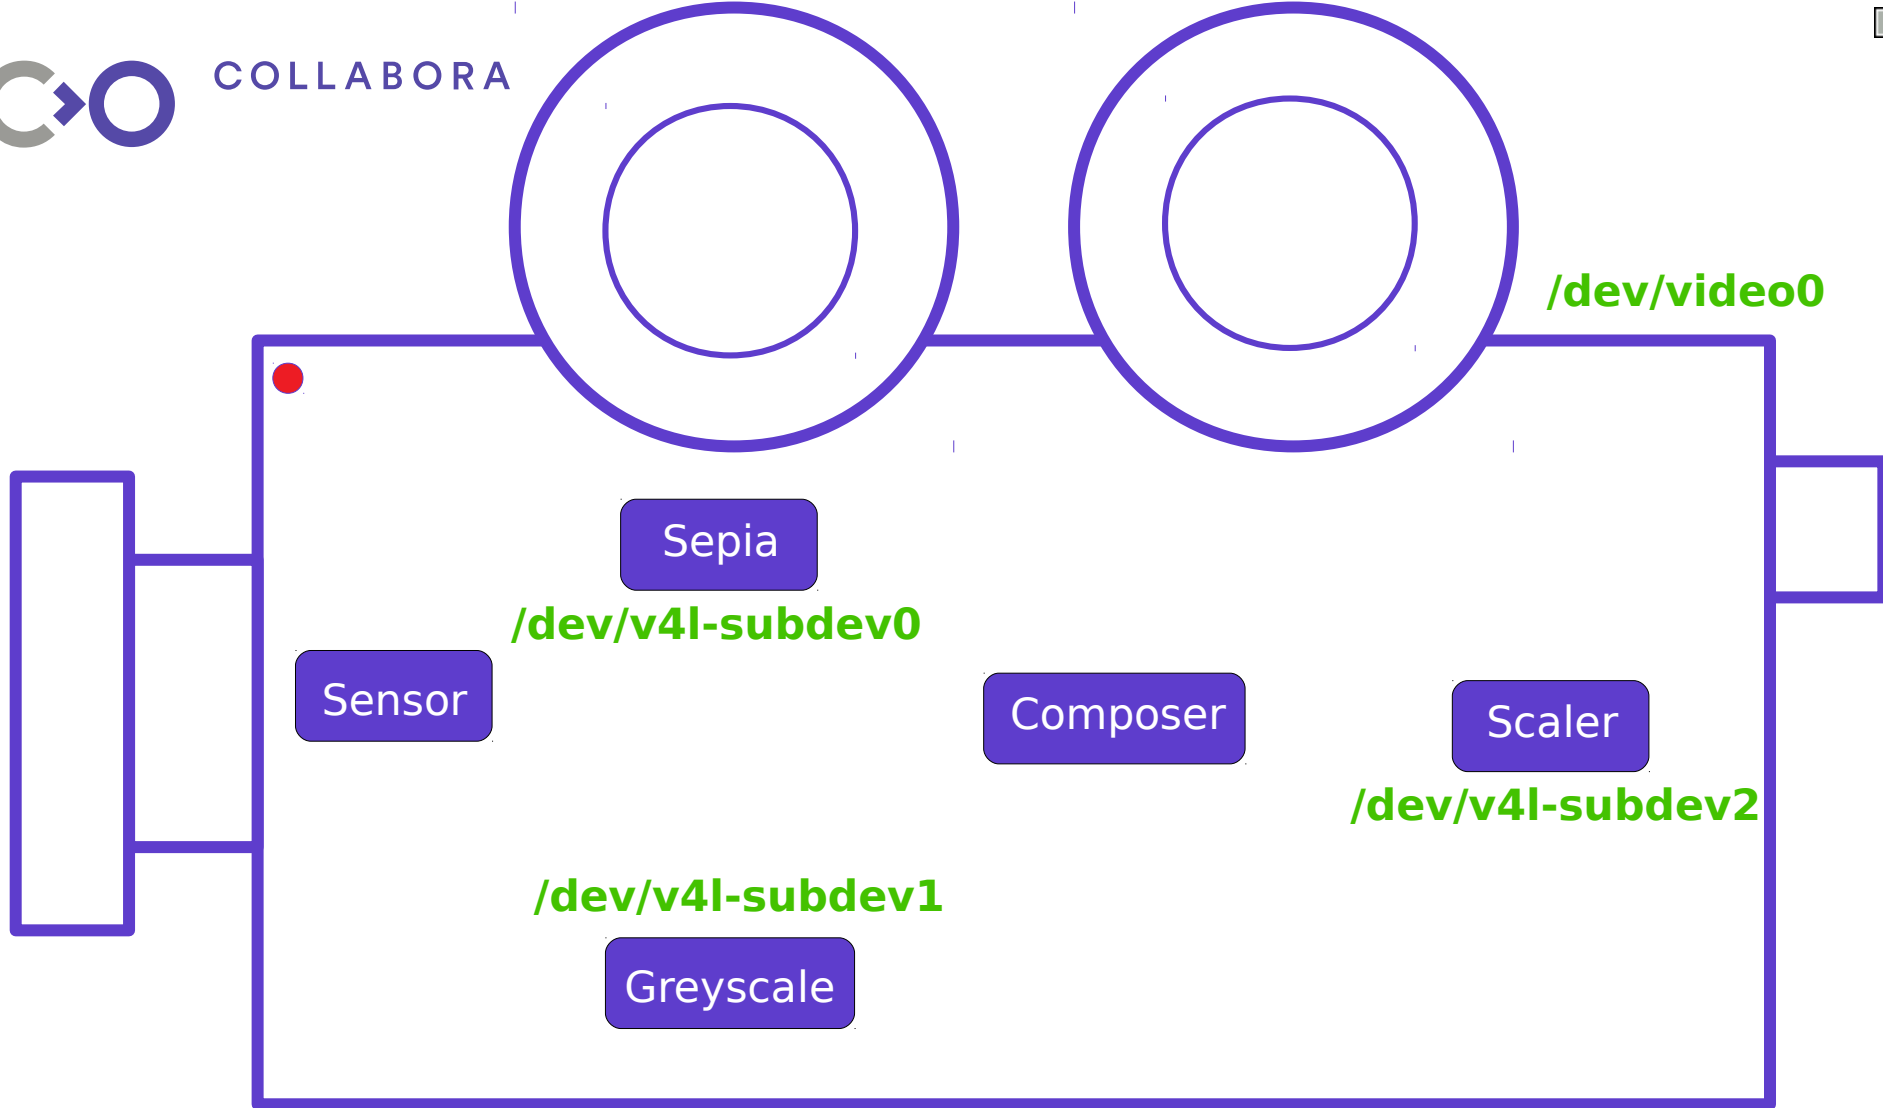 COLLABORA
/dev/video0
Sepia
/dev/v4l-subdev0
Sensor
Composer
Scaler
/dev/v4l-subdev2
/dev/v4l-subdev1
Greyscale